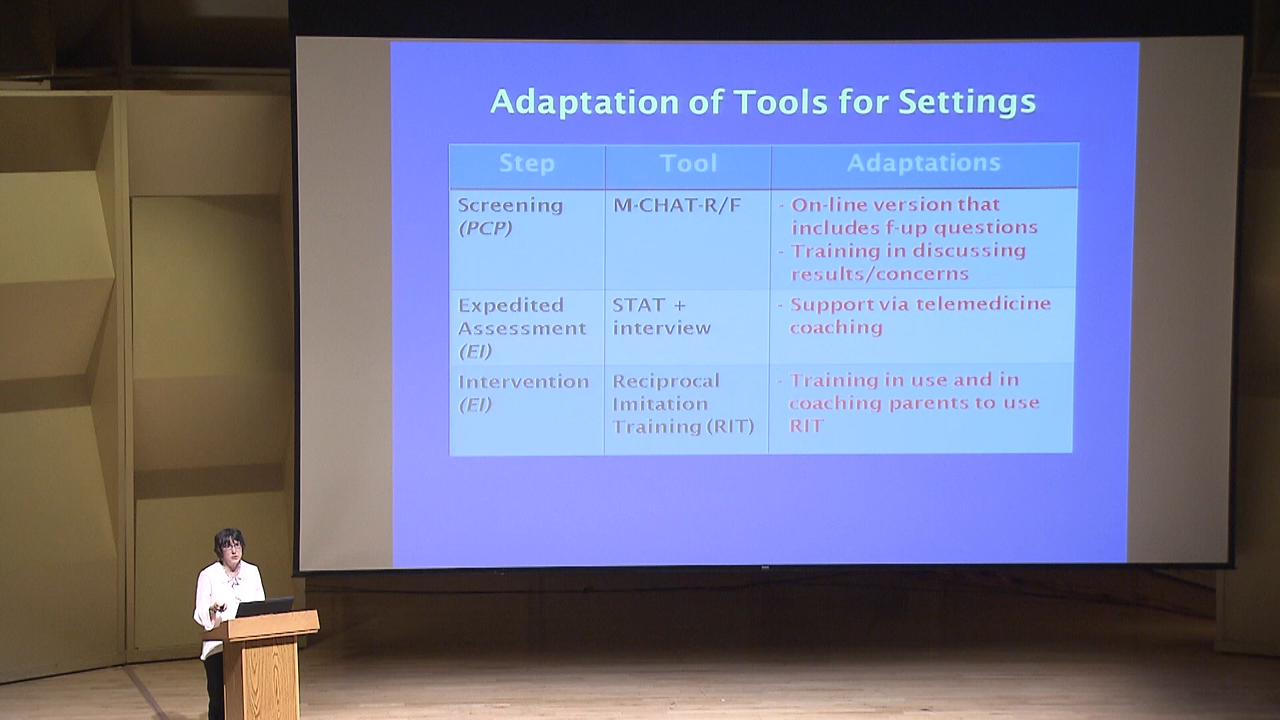 Adaptation of Tools for Settings
Step Tool Adaptations
Screening
(PCP)
M-CHAT-R/F
- On-line version that
includes f-up questions
- Training in discussing
results/concerns
Expedited
Assessment
(EI)
STAT +
interview
- Support via telemedicine
coaching
Intervention
(EI)
Reciprocal
Imitation
Training (RIT)
- Training in use and in
coaching parents to use
RIT